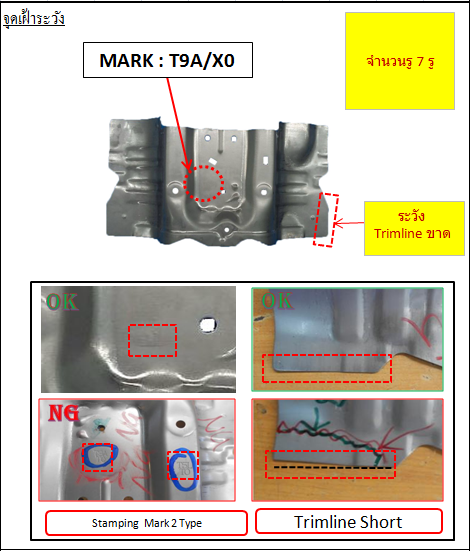 จุดเฝ้าระวัง
MARK : T9A/X0
จำนวนรู 7 รู
ระวัง
Trimline ขาด
OK
OK
NG
Stamping Mark 2 Type
Trimline Short